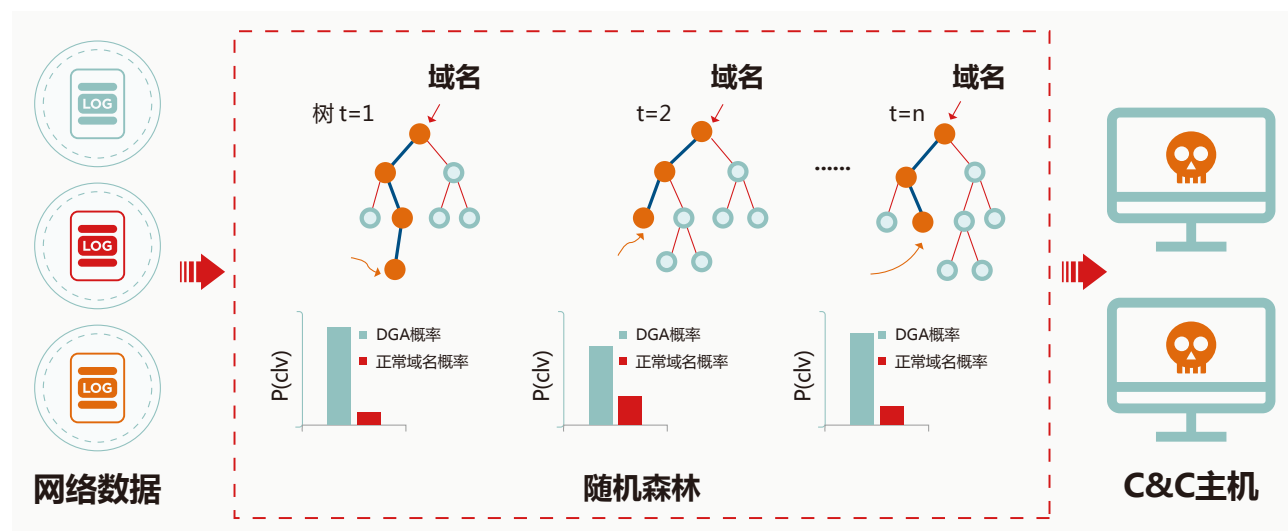 LOG
LOG
LOG
网络数据
域名
域名
域名
树 t=1
t=2
t=n
......
P(clv)
DGA概率
正常域名概率
P(clv)
DGA概率
正常域名概率
P(clv)
DGA概率
正常域名概率
随机森林
C&C主机